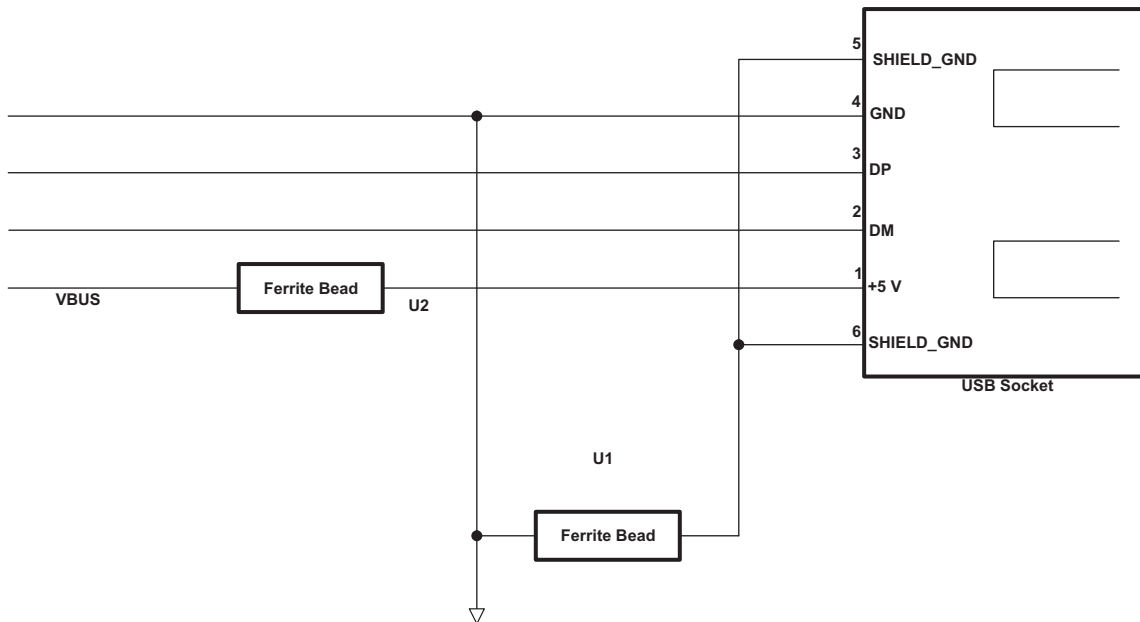 5
SHIELD_GND
4
GND
3
DP
2
DM
1
+5 V
Ferrite Bead
VBUS
U2
6
SHIELD_GND
USB Socket
U1
Ferrite Bead